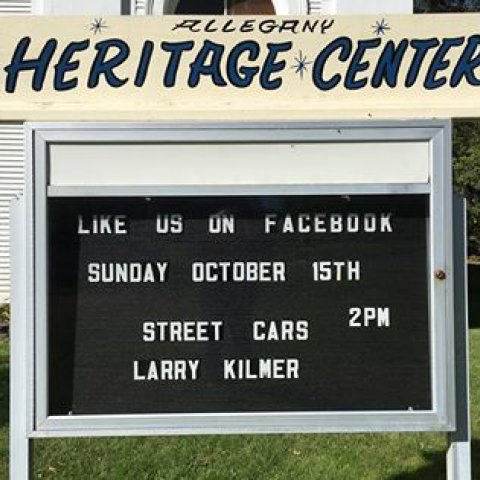 ALLEGANY
HERITAGE CENTER
LIKE US ON FACEBOOK
SUNDAY OCTOBER 15TH
2PM
STREET CARS
LARRY KILMER